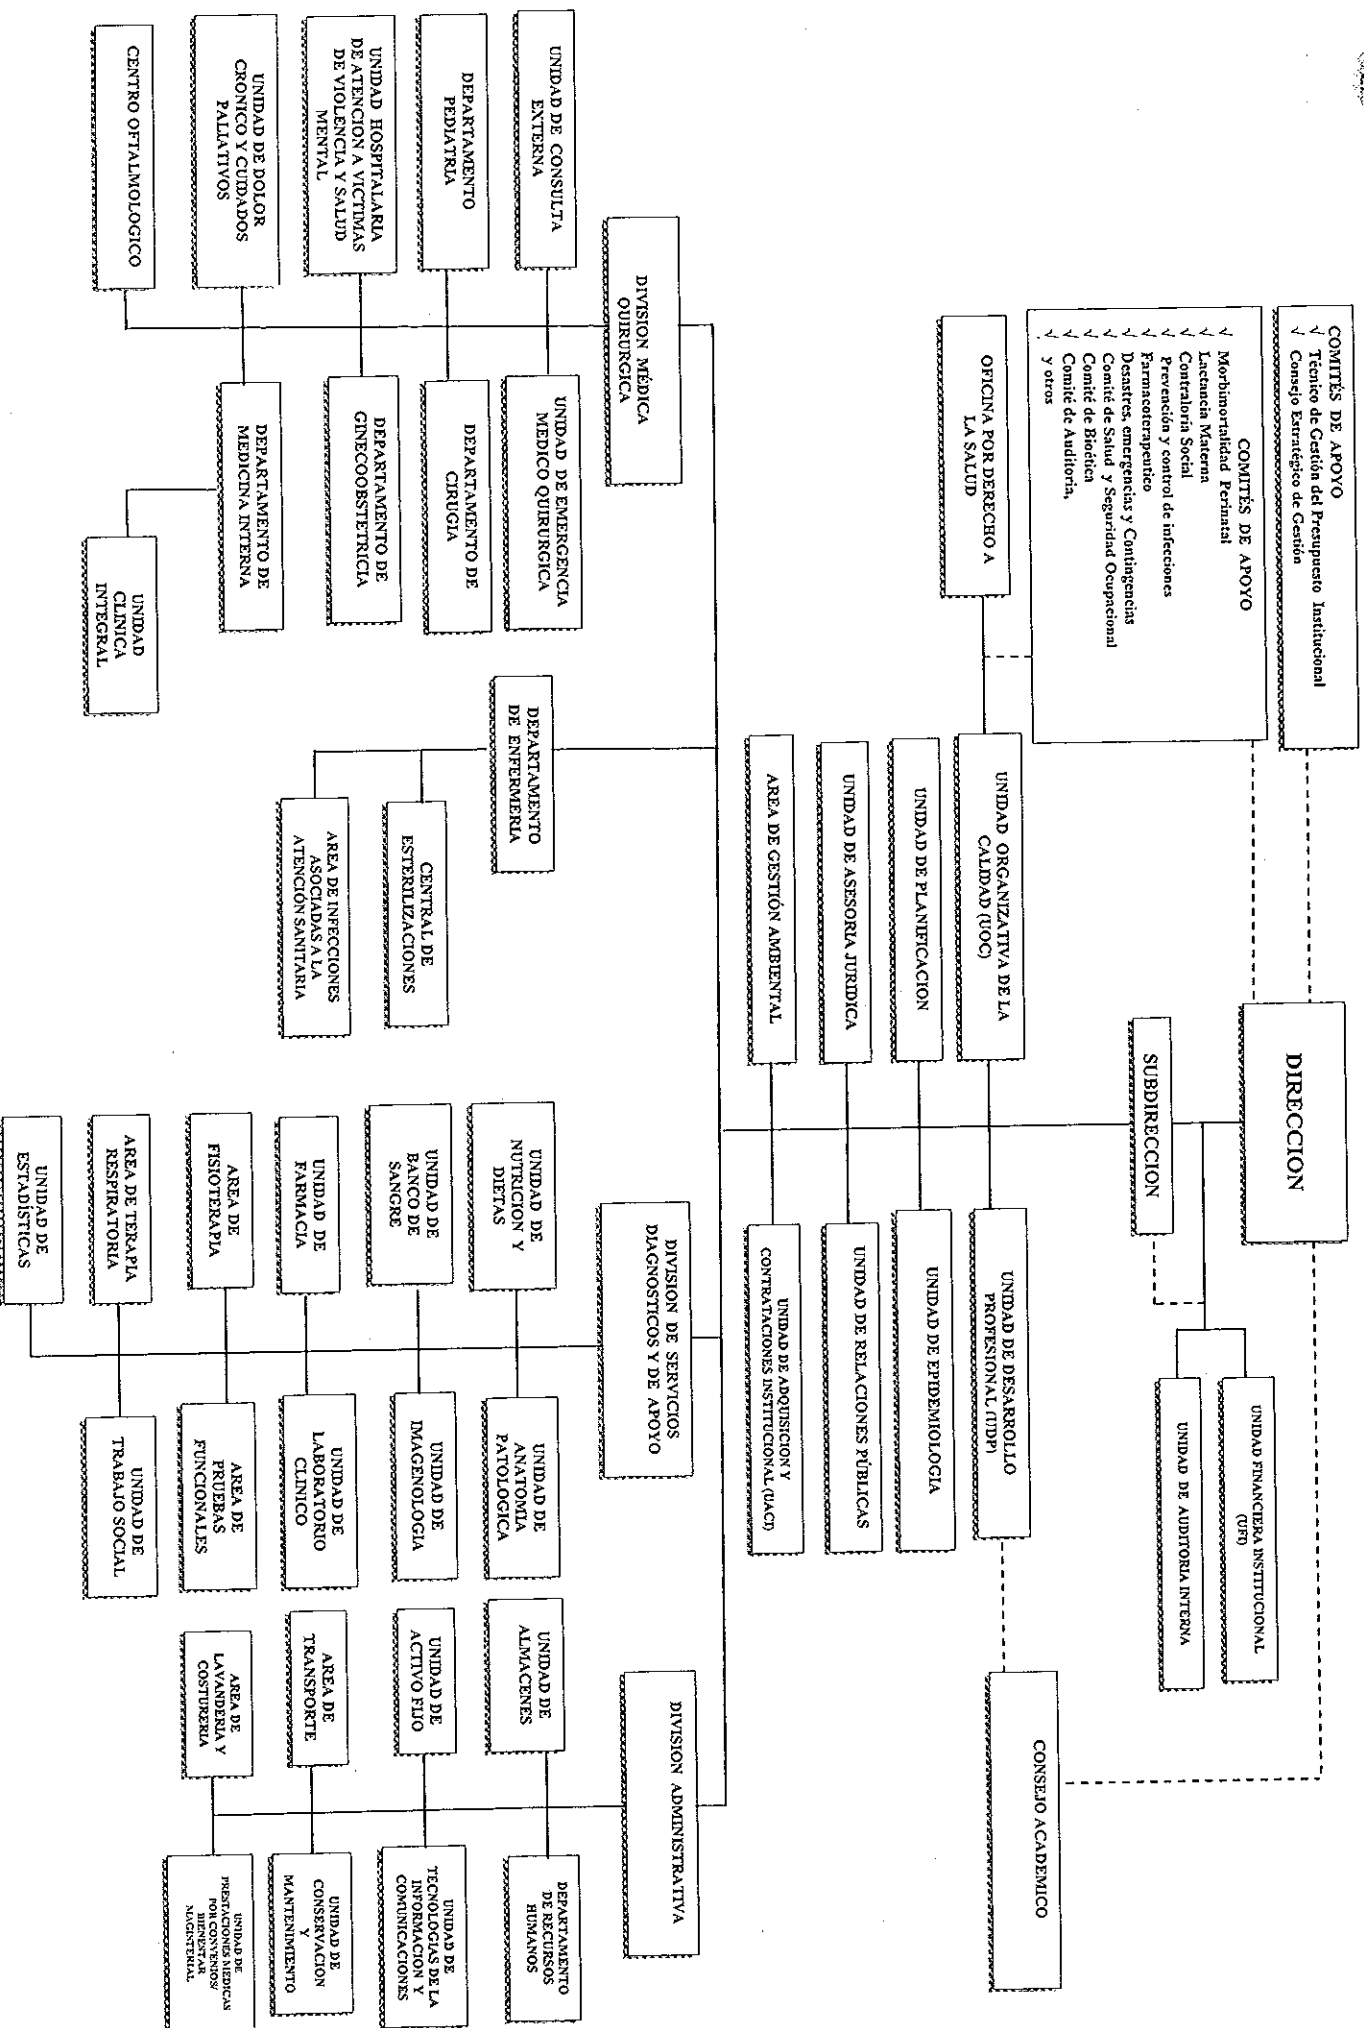 COMITÉS DE APOYO
√ Técnico de Gestión del Presupuesto Institucional
√ Consejo Estratégico de Gestión
COMITÉS DE APOYO
√ Morbimortalidad Perinatal
√ Lactancia Materna
√ Contraloría Social
√ Prevención y control de infecciones
√ Farmacoterapeutico
√ Desastres, emergencias y Contingencias
√ Comité de Salud y Seguridad Ocupacional
√ Comité de Bioética
√ Comité de Auditoria,
√ y otros
DIRECCION
UNIDAD FINANCIERA INSTITUCIONAL
(UFI)
UNIDAD DE AUDITORIA INTERNA
SUBDIRECCION
CONSEJO ACADEMICO
OFICINA POR DERECHO A
LA SALUD
UNIDAD ORGANIZATIVA DE LA
CALIDAD (UOC)
UNIDAD DE DESARROLLO
PROFESIONAL (UDP)
UNIDAD DE PLANIFICACION
UNIDAD DE EPIDEMIOLOGIA
UNIDAD DE ASESORIA JURIDICA
UNIDAD DE RELACIONES PÚBLICAS
AREA DE GESTIÓN AMBIENTAL
UNIDAD DE ADQUISICION Y
CONTRATACIONES INSTITUCIONAL (UACI)
DIVISION MÉDICA
QUIRURGICA
UNIDAD DE CONSULTA
EXTERNA
UNIDAD DE EMERGENCIA
MEDICO QUIRURGICA
DEPARTAMENTO
PEDIATRIA
DEPARTAMENTO DE
CIRUGIA
UNIDAD HOSPITALARIA
DE ATENCION A VICTIMAS
DE VIOLENCIA Y SALUD
MENTAL
DEPARTAMENTO DE
GINECOOBSTETRICIA
UNIDAD DE DOLOR
CRONICO Y CUIDADOS
PALIATIVOS
DEPARTAMENTO DE
MEDICINA INTERNA
CENTRO OFTALMOLOGICO
UNIDAD
CLINICA
INTEGRAL
DEPARTAMENTO
DE ENFERMERIA
CENTRAL DE
ESTERILIZACIONES
AREA DE INFECCIONES
ASOCIADAS A LA
ATENCIÓN SANITARIA
DIVISION DE SERVICIOS
DIAGNOSTICOS Y DE APOYO
UNIDAD DE
NUTRICION Y
DIETAS
UNIDAD DE
ANATOMIA
PATOLOGICA
UNIDAD DE
BANCO DE
SANGRE
UNIDAD DE
IMAGENOLOGIA
UNIDAD DE
FARMACIA
UNIDAD DE
LABORATORIO
CLINICO
AREA DE
FISIOTERAPIA
AREA DE
PRUEBAS
FUNCIONALES
AREA DE TERAPIA
RESPIRATORIA
UNIDAD DE
TRABAJO SOCIAL
UNIDAD DE
ESTADÍSTICAS
DIVISION ADMINISTRATIVA
UNIDAD DE
ALMACENES
DEPARTAMENTO
DE RECURSOS
HUMANOS
UNIDAD DE
ACTIVO FIJO
UNIDAD DE
TECNOLOGIAS DE LA
INFORMACION Y
COMUNICACIONES
AREA DE
TRANSPORTE
UNIDAD DE
CONSERVACION
Y
MANTENIMIENTO
AREA DE
LAVANDERIA Y
COSTURERIA
UNIDAD DE
PRESTACIONES MEDICAS
POR CONVENIOS/
BIENESTAR
MAGISTERIAL